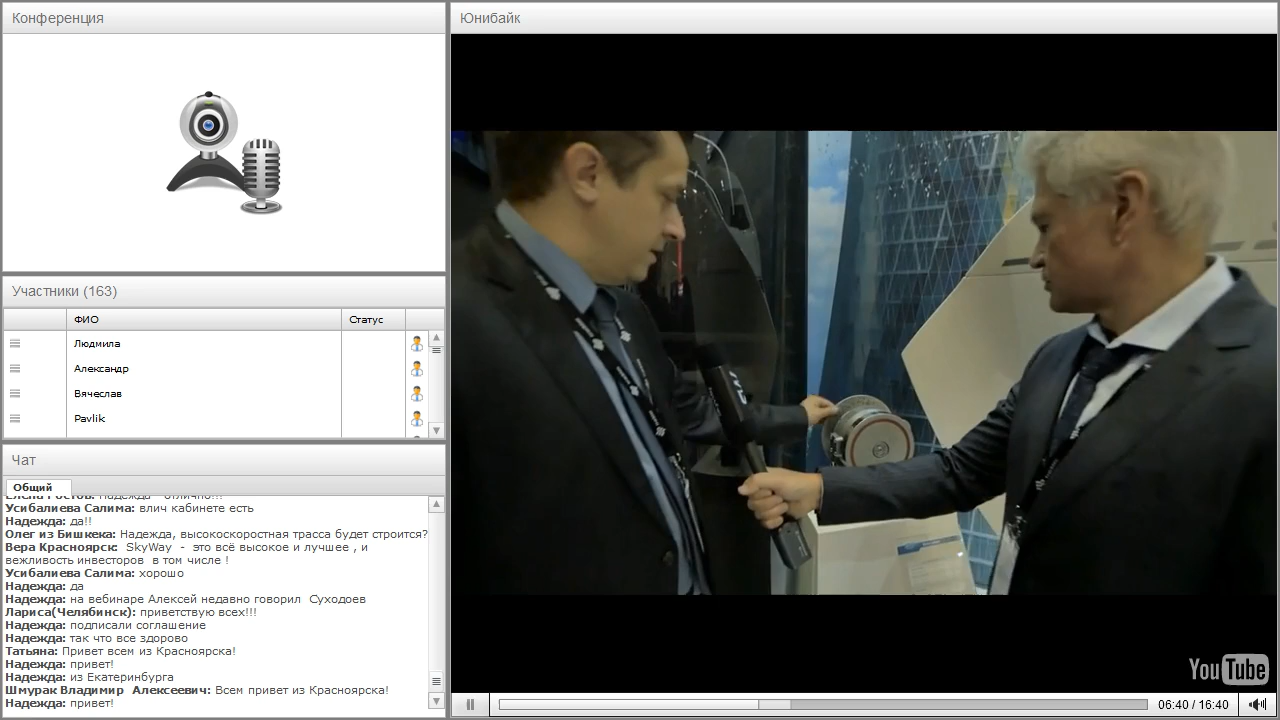 Конференция
Юнибайк
Участники (163)
ФИО
Статус
Людмила
Александр
Вячеслав
Pavlik
Чат
Общий
Елена Ростов: Надежда - отлично!!!
Усибалиева Салима: влич кабинете есть
Надежда: да!!
Олег из Бишкека: Надежда, высокоскоростная трасса будет строится?
Вера Красноярск: SkyWay - это всё высокое и лучшее , и
вежливость инвесторов в том числе !
Усибалиева Салима: хорошо
Надежда: да
Надежда: на вебинаре Алексей недавно говорил Суходоев
Лариса(Челябинск): приветствую всех!!!
Надежда: подписали соглашение
Надежда: так что все здорово
Татьяна: Привет всем из Красноярска!
Надежда: привет!
Надежда: из Екатеринбурга
Шмурак Владимир Алексеевич: Всем привет из Красноярска!
Надежда: привет!
YouTube
06:40 / 16:40